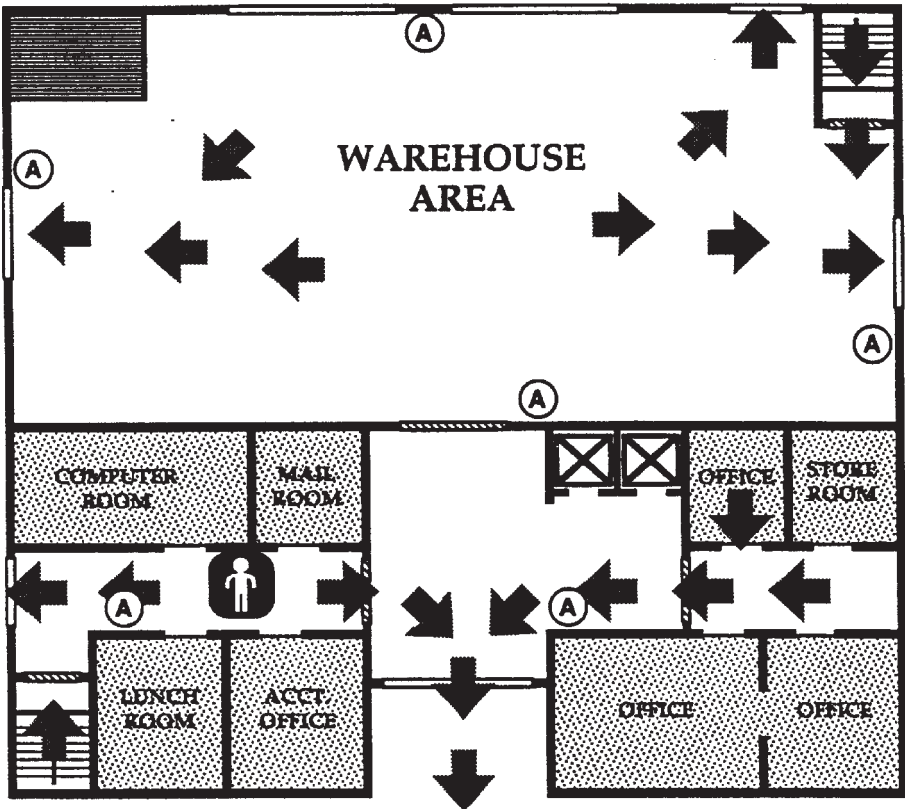 A
A
WAREHOUSE
AREA
A
A
COMPUTER
ROOM
MAIL
ROOM
OFFICE
STORE
ROOM
A
A
LUNCH
ROOM
ACCT.
OFFICE
OFFICE
OFFICE